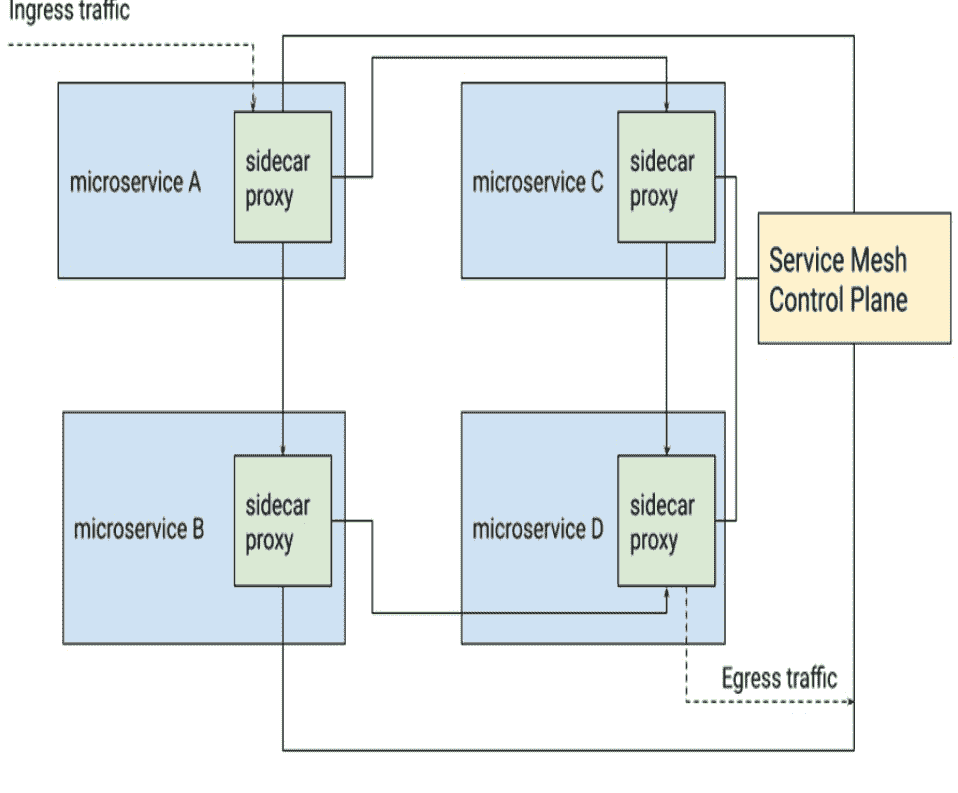 Ingress traffic
microservice A
sidecar
proxy
microservice C
sidecar
proxy
Service Mesh
Control Plane
microservice B
sidecar
proxy
microservice D
sidecar
proxy
Egress traffic